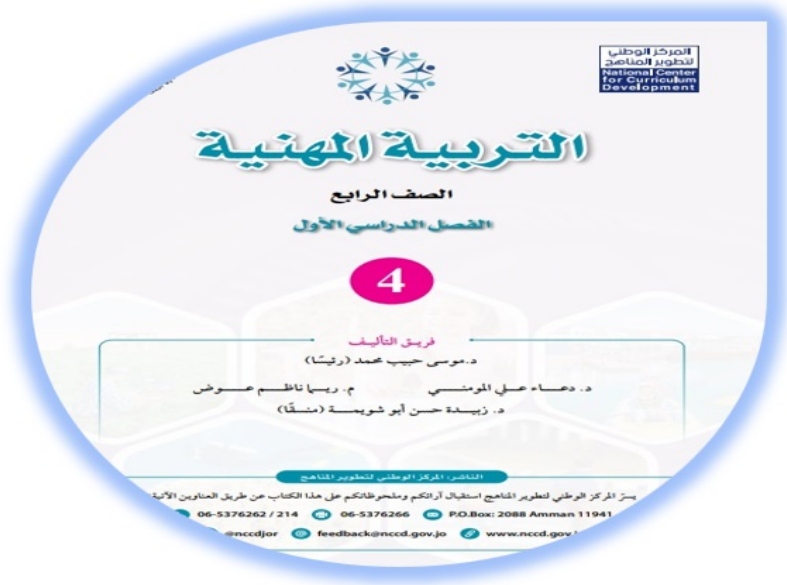 المركز الوطني
لتطوير المناهج
National Center
for Curriculum
Development
التربية المهنية
الصف الرابع
الفصل الدراسي الأول
4
فريق التأليف
د.موسى حبيب محمد (رئيسًا)
د. دعاء علي المومني م. ريما ناظم عوض
د. زبيدة حسن أبو شويمة (منسقًا)
الناشر: المركز الوطني لتطوير المناهج
يسرّ المركز الوطني لتطوير المناهج استقبال آرائكم وملحوظاتكم على هذا الكتاب عن طريق العناوين الآتية
06-5376262 / 214 06-5376266 P.O.Box: 2088 Amman 11941
@nccdjor feedback@nccd.gov.jo www.nccd.gov